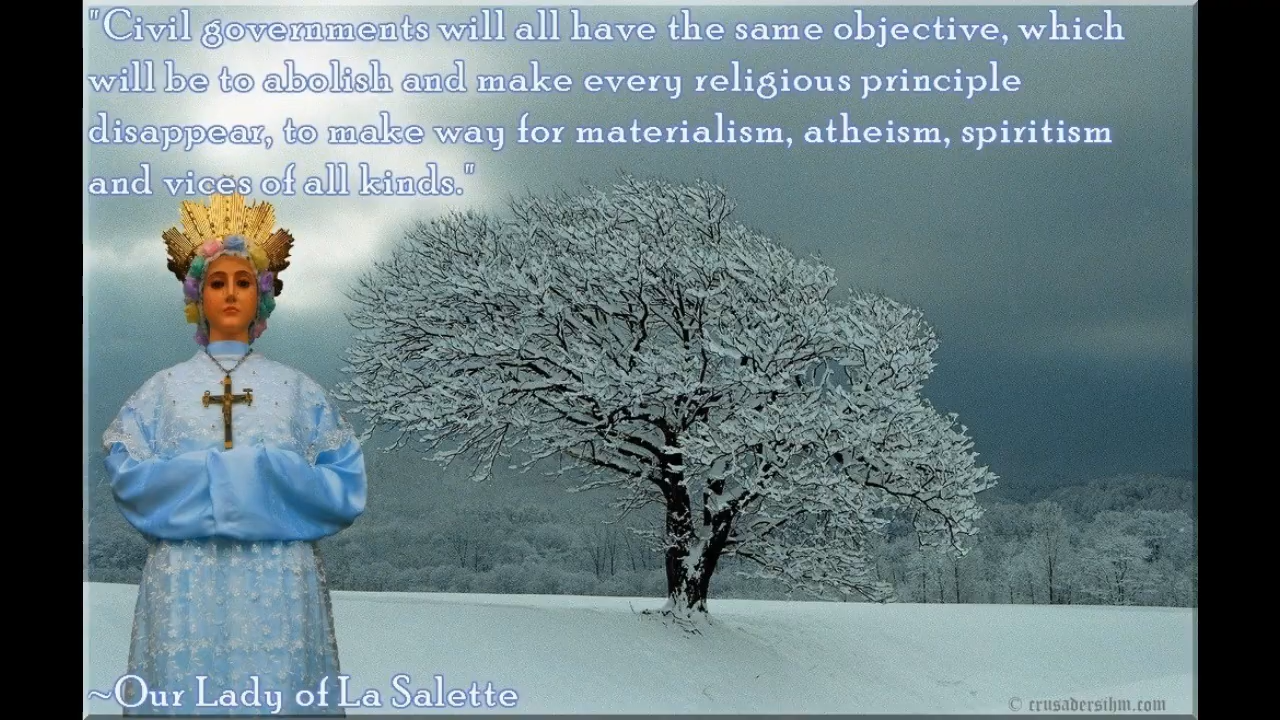 "Civil governments will all have the same objective, which
will be to abolish and make every religious principle
disappear, to make way for materialism, atheism, spiritism
and vices of all kinds."
~Our Lady of La Salette
© crusadersihm.com